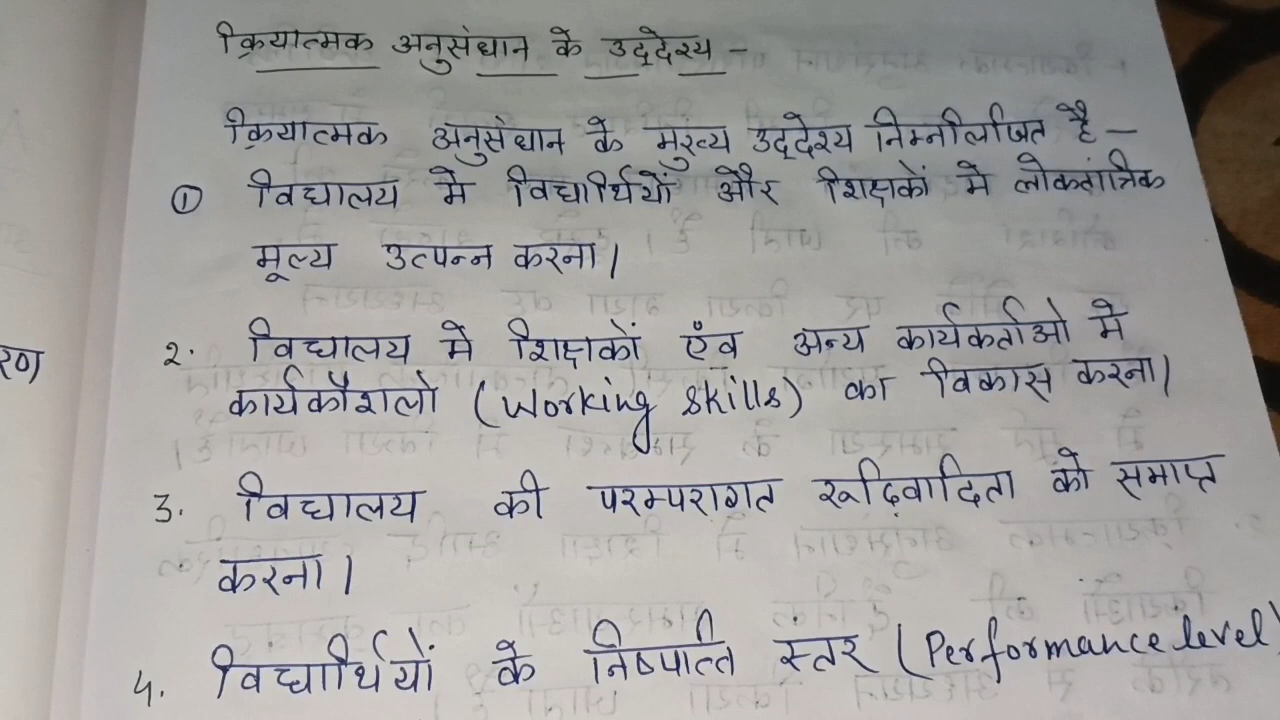 क्रियात्मक अनुसंधान के उद्देश्य -
क्रियात्मक अनुसंधान के मुख्य उद्देश्य निम्नलिखित है -
① विद्यालय मे विद्यार्थियों और शिक्षकों मे लोकतांत्रिक
मूल्य उत्पन्न करना।
2. विद्यालय मे शिक्षकों एंव अन्य कार्यकर्ताओ मे
कार्यकौशलो (Working skills) का विकास करना।
3. विद्यालय की परम्परागत रूढ़िवादिता को समाप्त
करना।
4. विद्यार्थियों के निष्पत्ति स्तर (Performance level)